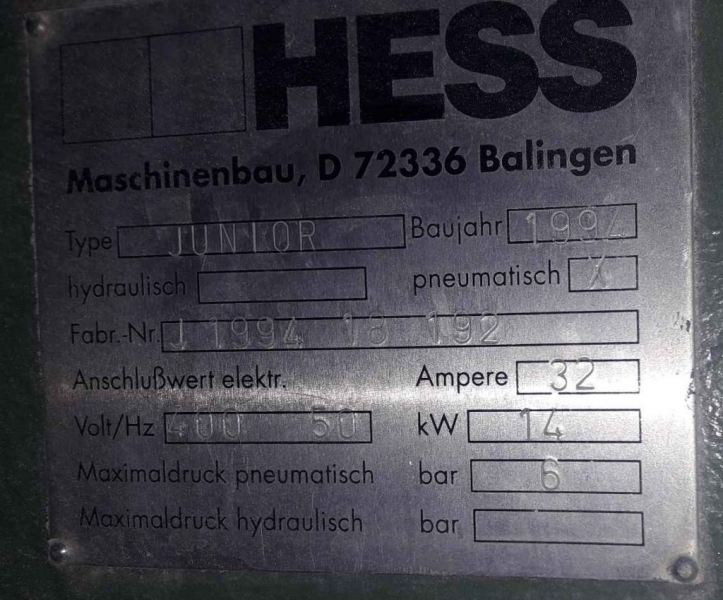 HESS
Maschinenbau, D 72336 Balingen
Type JUNIOR Baujahr 1994
hydraulisch pneumatisch X
Fabr.-Nr. J 1994 18 192
Anschlußwert elektr. Ampere 32
Volt/Hz 400 50 kW 14
Maximaldruck pneumatisch bar 6
Maximaldruck hydraulisch bar